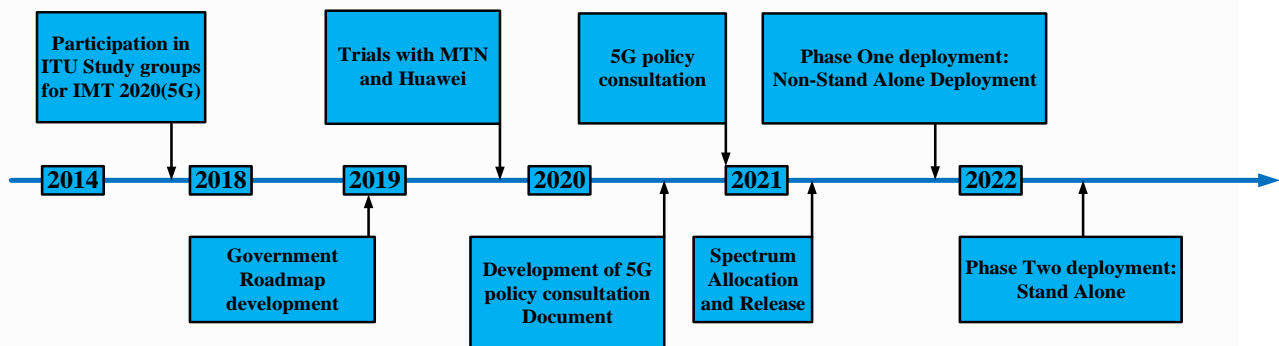 Participation in
ITU Study groups
for IMT 2020(5G)
Trials with MTN
and Huawei
5G policy
consultation
Phase One deployment:
Non-Stand Alone Deployment
2014
2018
2019
2020
2021
2022
Government
Roadmap
development
Development of 5G
policy consultation
Document
Spectrum
Allocation
and Release
Phase Two deployment:
Stand Alone